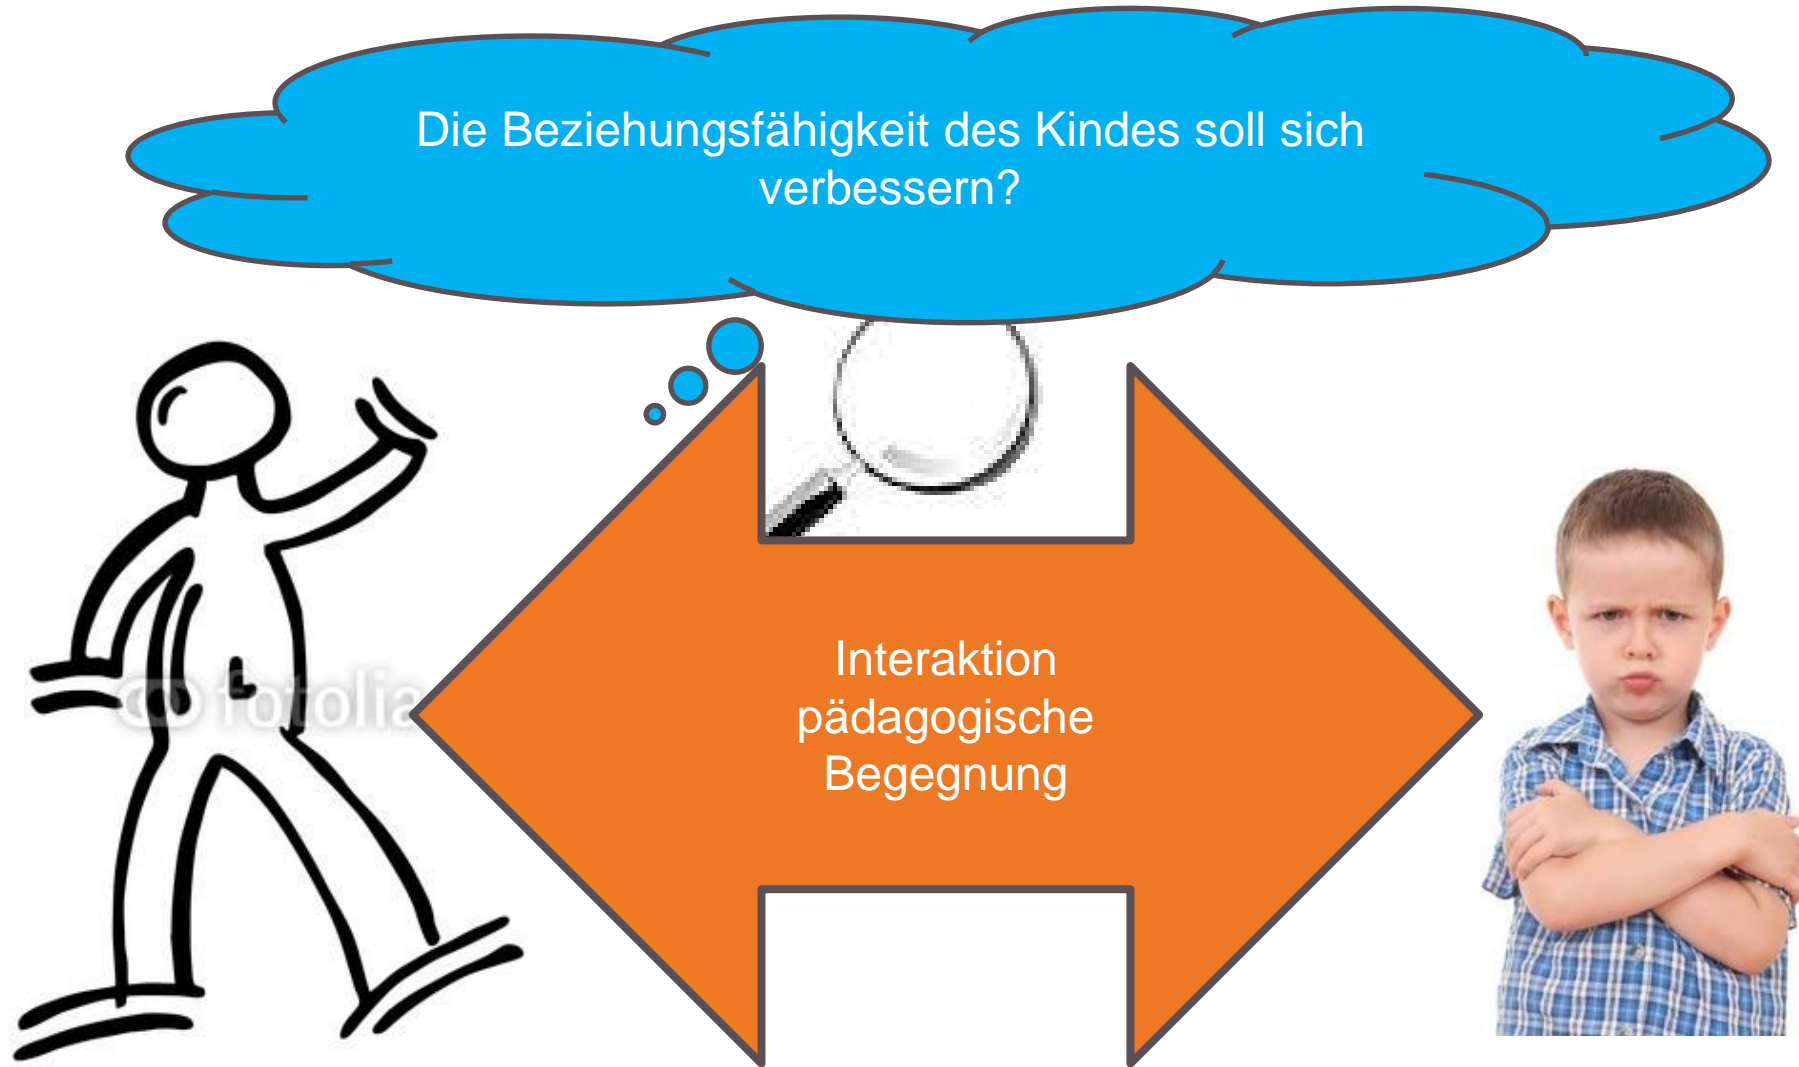 Die Beziehungsfähigkeit des Kindes soll sich
verbessern?
fotolia
Interaktion
pädagogische
Begegnung